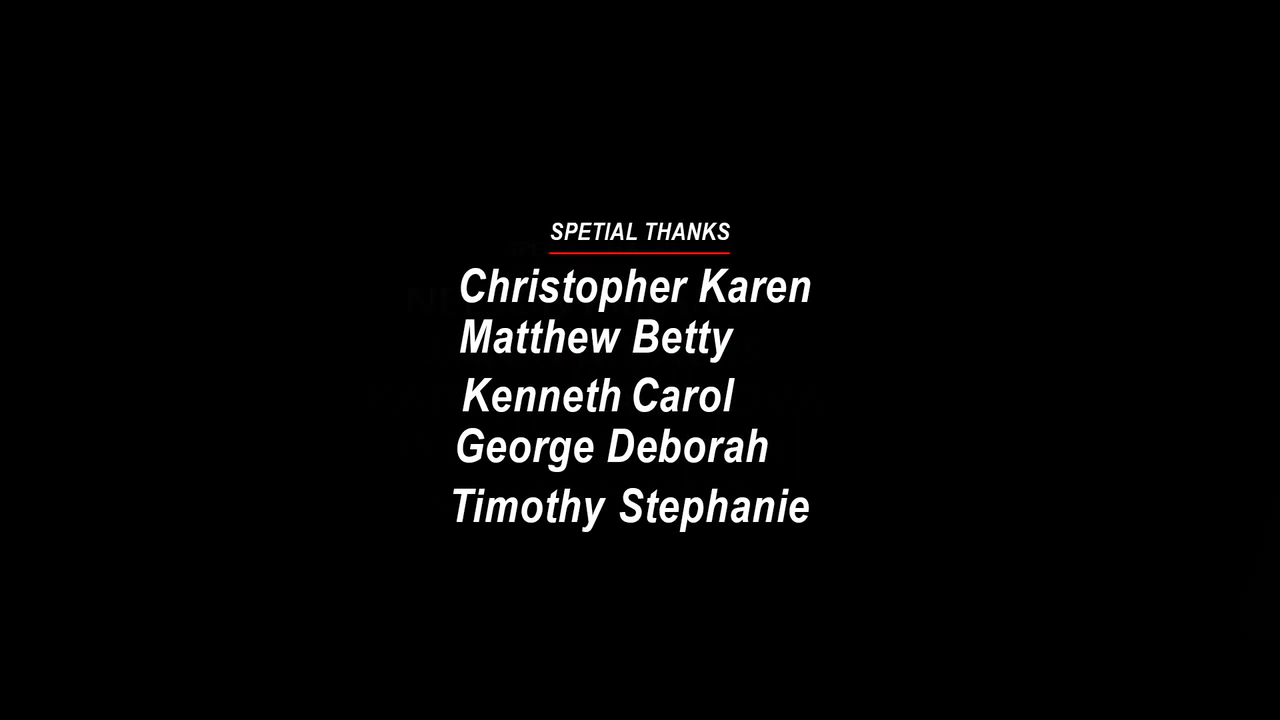 SPETIAL THANKS
Christopher Karen
Matthew Betty
Kenneth Carol
George Deborah
Timothy Stephanie